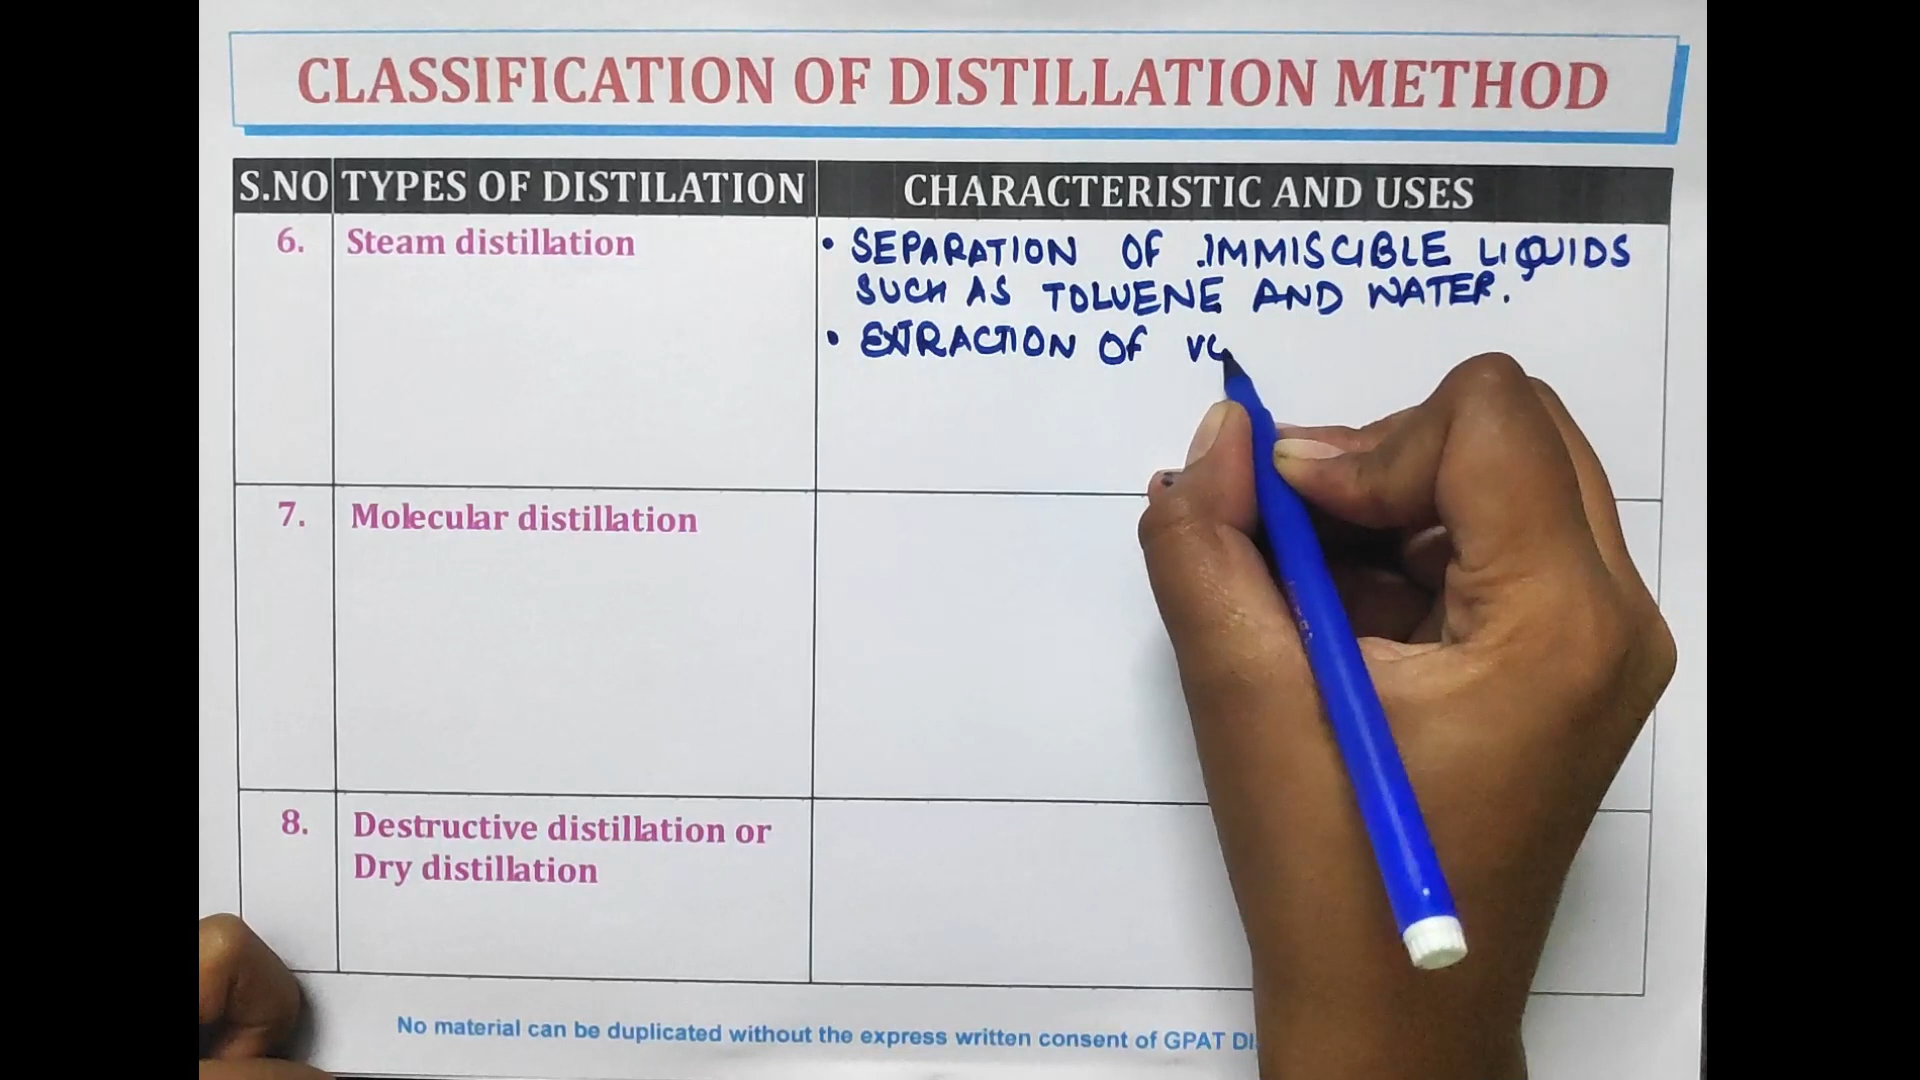 CLASSIFICATION OF DISTILLATION METHOD
S.NO TYPES OF DISTILATION CHARACTERISTIC AND USES
6. Steam distillation
• SEPARATION OF IMMISCIBLE LIQUIDS
SUCH AS TOLUENE AND WATER.
• EXTRACTION OF
7. Molecular distillation
8. Destructive distillation or
Dry distillation
No material can be duplicated without the express written consent of GPAT